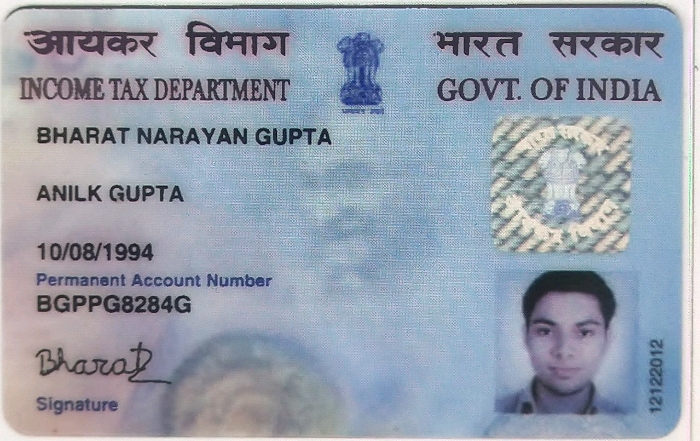 आयकर विभाग
भारत सरकार
INCOME TAX DEPARTMENT
GOVT. OF INDIA
BHARAT NARAYAN GUPTA
ANILK GUPTA
10/08/1994
Permanent Account Number
BGPPG8284G
Bharat
Signature
12122012